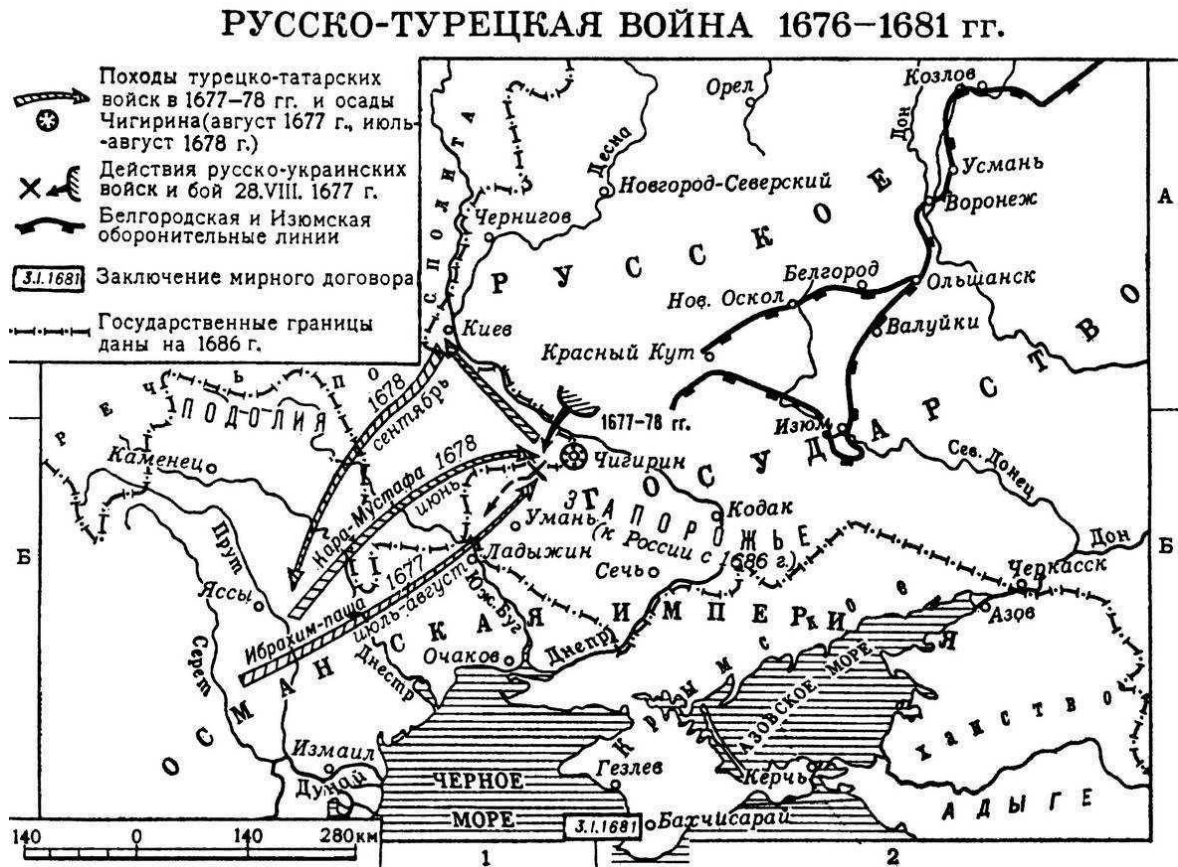 РУССКО-ТУРЕЦКАЯ ВОЙНА 1676–1681 гг.
Походы турецко-татарских
войск в 1677–78 гг. и осады
Чигирина (август 1677 г., июль-
-август 1678 г.)
Действия русско-украинских
войск и бой 28.VIII. 1677 г.
Белгородская и Изюмская
оборонительные линии
3.I.1681 Заключение мирного договора
Государственные границы
даны на 1686 г.
РЕЧЬ ПОСПОЛИТА
РУССКОЕ
ГОСУДАРСТВО
Козлов
Орел
Дон
Десна
Усмань
Новгород-Северский
Воронеж
Чернигов
Белгород
Ольшанск
Нов. Оскол
Валуйки
Киев
Красный Кут
1678
сентябрь
ПОДОЛИЯ
1677–78 гг.
Изюм
Каменец
Чигирин
Сев. Донец
Кара-Мустафа 1678
июнь
Умань
ЗАПОРОЖЬЕ
(к России с 1686 г.)
Кодак
Дон
Ладыжин
Сечь
Черкасск
Прут
Яссы
Ибрахим-паша 1677
июль-август
Юж. Буг
Азов
ОСМАНСКАЯ ИМПЕРИЯ
Серет
Днестр
Очаков
Днепр
КРЫМСКОЕ
ХАНСТВО
АЗОВСКОЕ МОРЕ
Измаил
Дунай
ЧЕРНОЕ
МОРЕ
Гезлев
Керчь
АДЫГЕ
3.I.1681
Бахчисарай
А
Б
Б
140 0 140 280 км
1
2